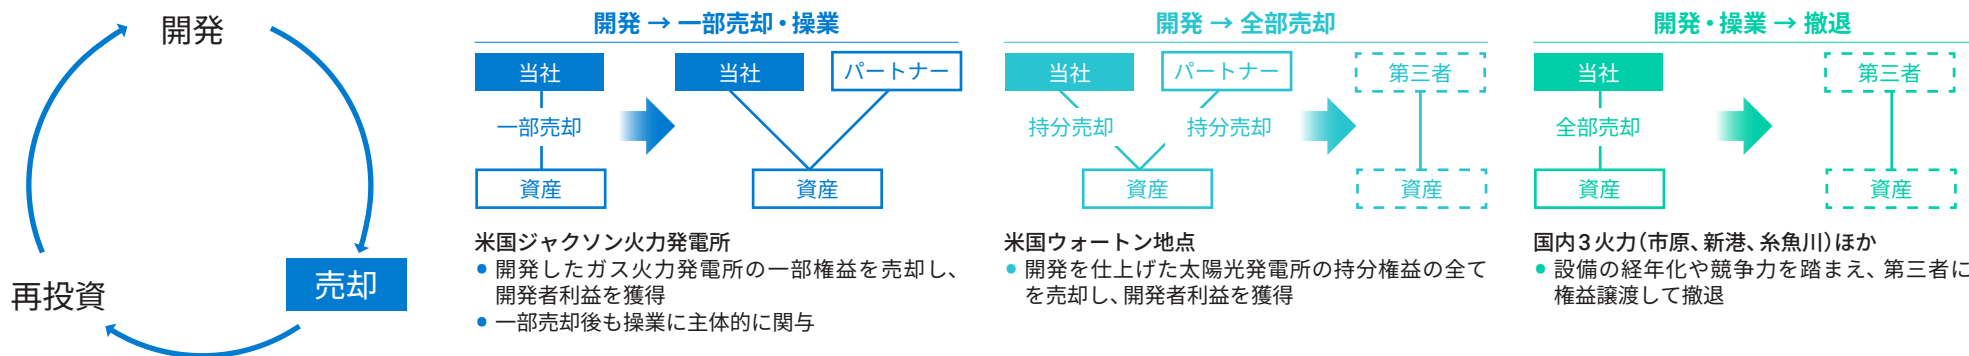 開発
売却
再投資
開発 → 一部売却・操業
当社
一部売却
資産
当社
パートナー
資産
米国ジャクソン火力発電所
● 開発したガス火力発電所の一部権益を売却し、
開発者利益を獲得
● 一部売却後も操業に主体的に関与
開発 → 全部売却
当社
パートナー
持分売却
持分売却
資産
第三者
資産
米国ウォートン地点
● 開発を仕上げた太陽光発電所の持分権益の全て
を売却し、開発者利益を獲得
開発・操業 → 撤退
当社
全部売却
資産
第三者
資産
国内3火力(市原、新港、糸魚川)ほか
● 設備の経年化や競争力を踏まえ、第三者に
権益譲渡して撤退